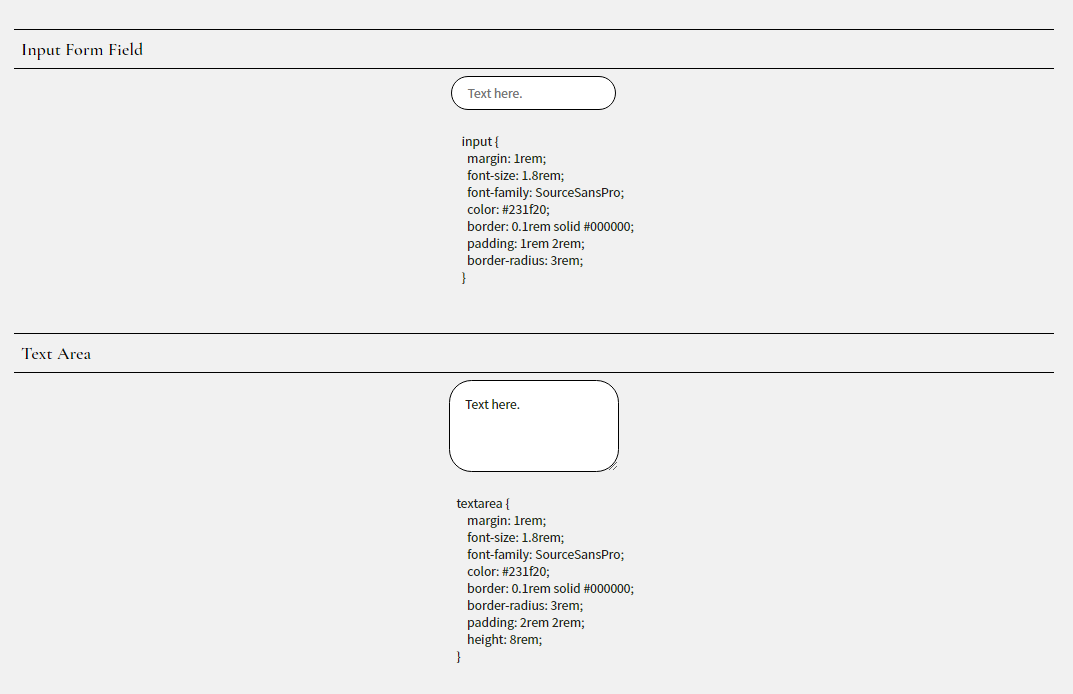 Input Form Field
Text here.
input {
margin: 1rem;
font-size: 1.8rem;
font-family: SourceSansPro;
color: #231f20;
border: 0.1rem solid #000000;
padding: 1rem 2rem;
border-radius: 3rem;
}
Text Area
Text here.
textarea {
margin: 1rem;
font-size: 1.8rem;
font-family: SourceSansPro;
color: #231f20;
border: 0.1rem solid #000000;
border-radius: 3rem;
padding: 2rem 2rem;
height: 8rem;
}